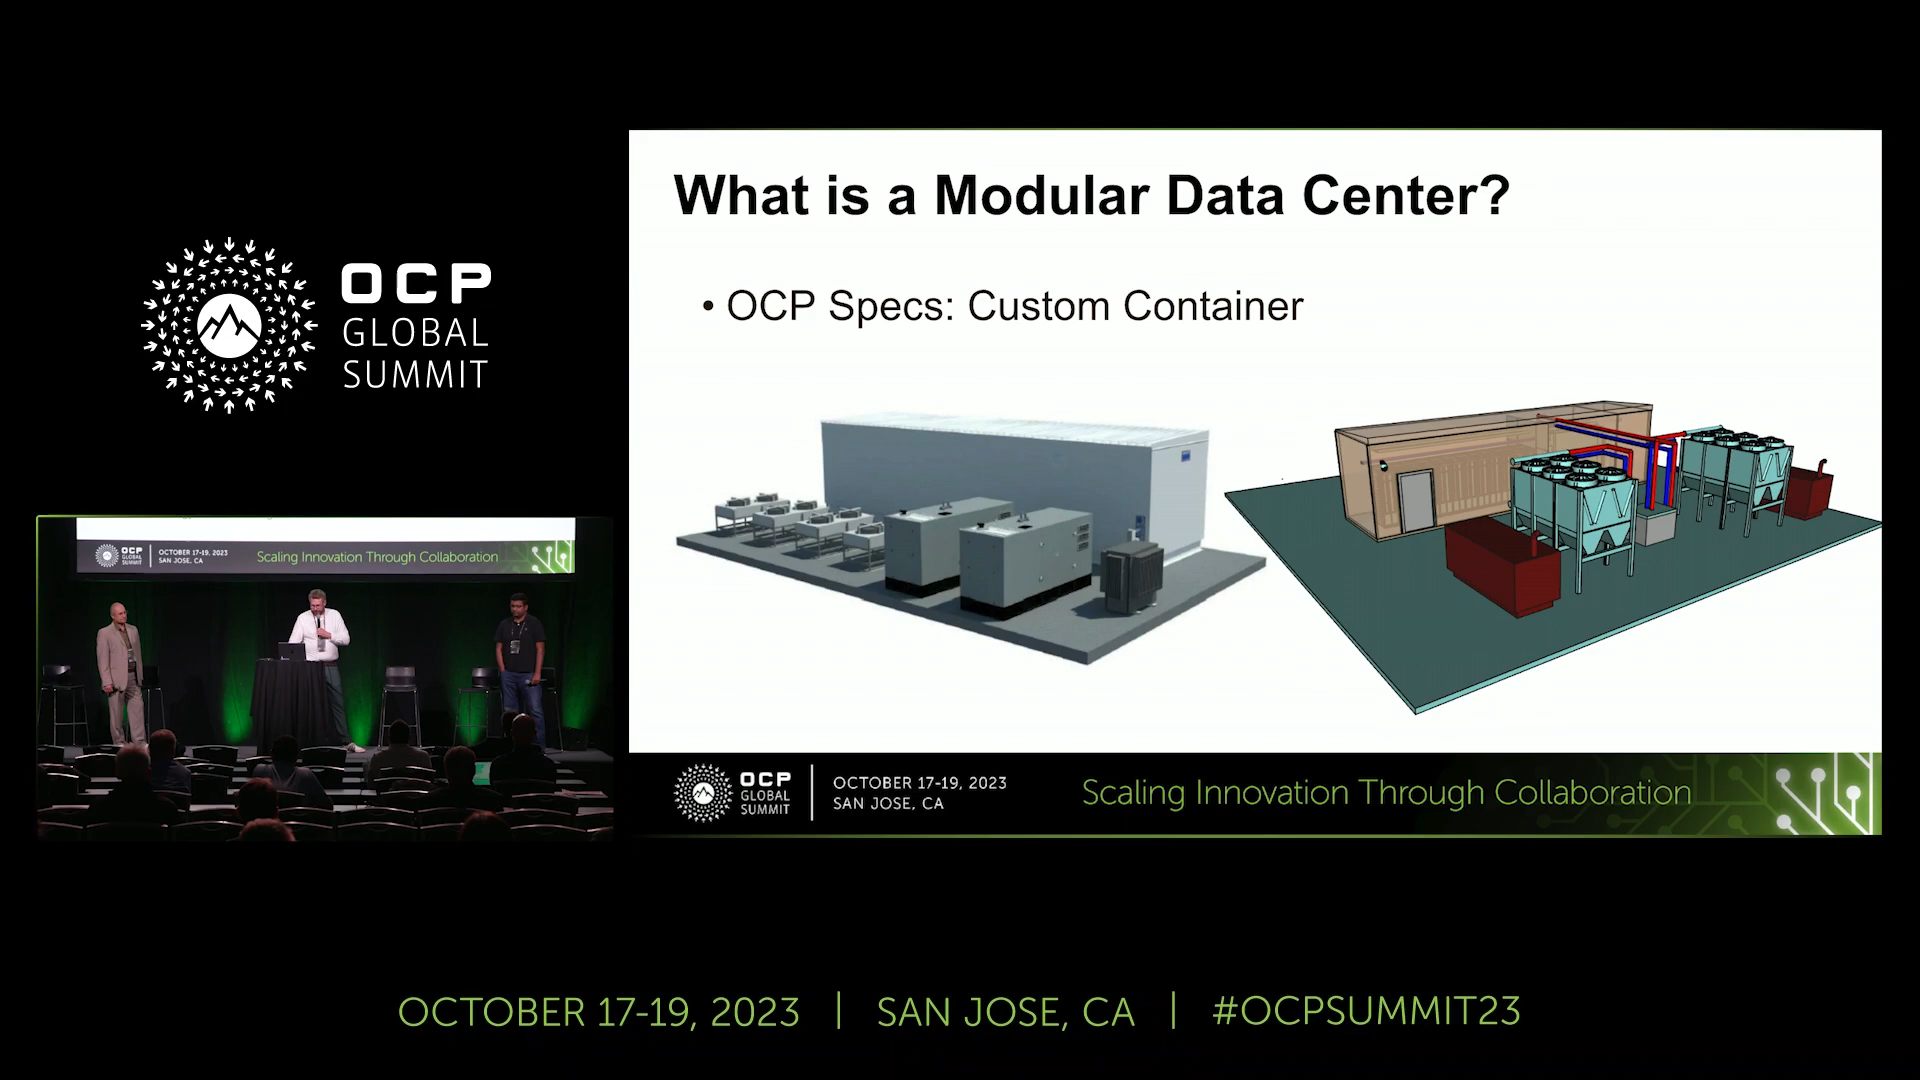 OCP
GLOBAL
SUMMIT
What is a Modular Data Center?
• OCP Specs: Custom Container
OCP
GLOBAL
SUMMIT
OCTOBER 17-19, 2023
SAN JOSE, CA
Scaling Innovation Through Collaboration
OCP
GLOBAL
SUMMIT
OCTOBER 17-19, 2023
SAN JOSE, CA
Scaling Innovation Through Collaboration
OCTOBER 17-19, 2023 | SAN JOSE, CA | #OCPSUMMIT23